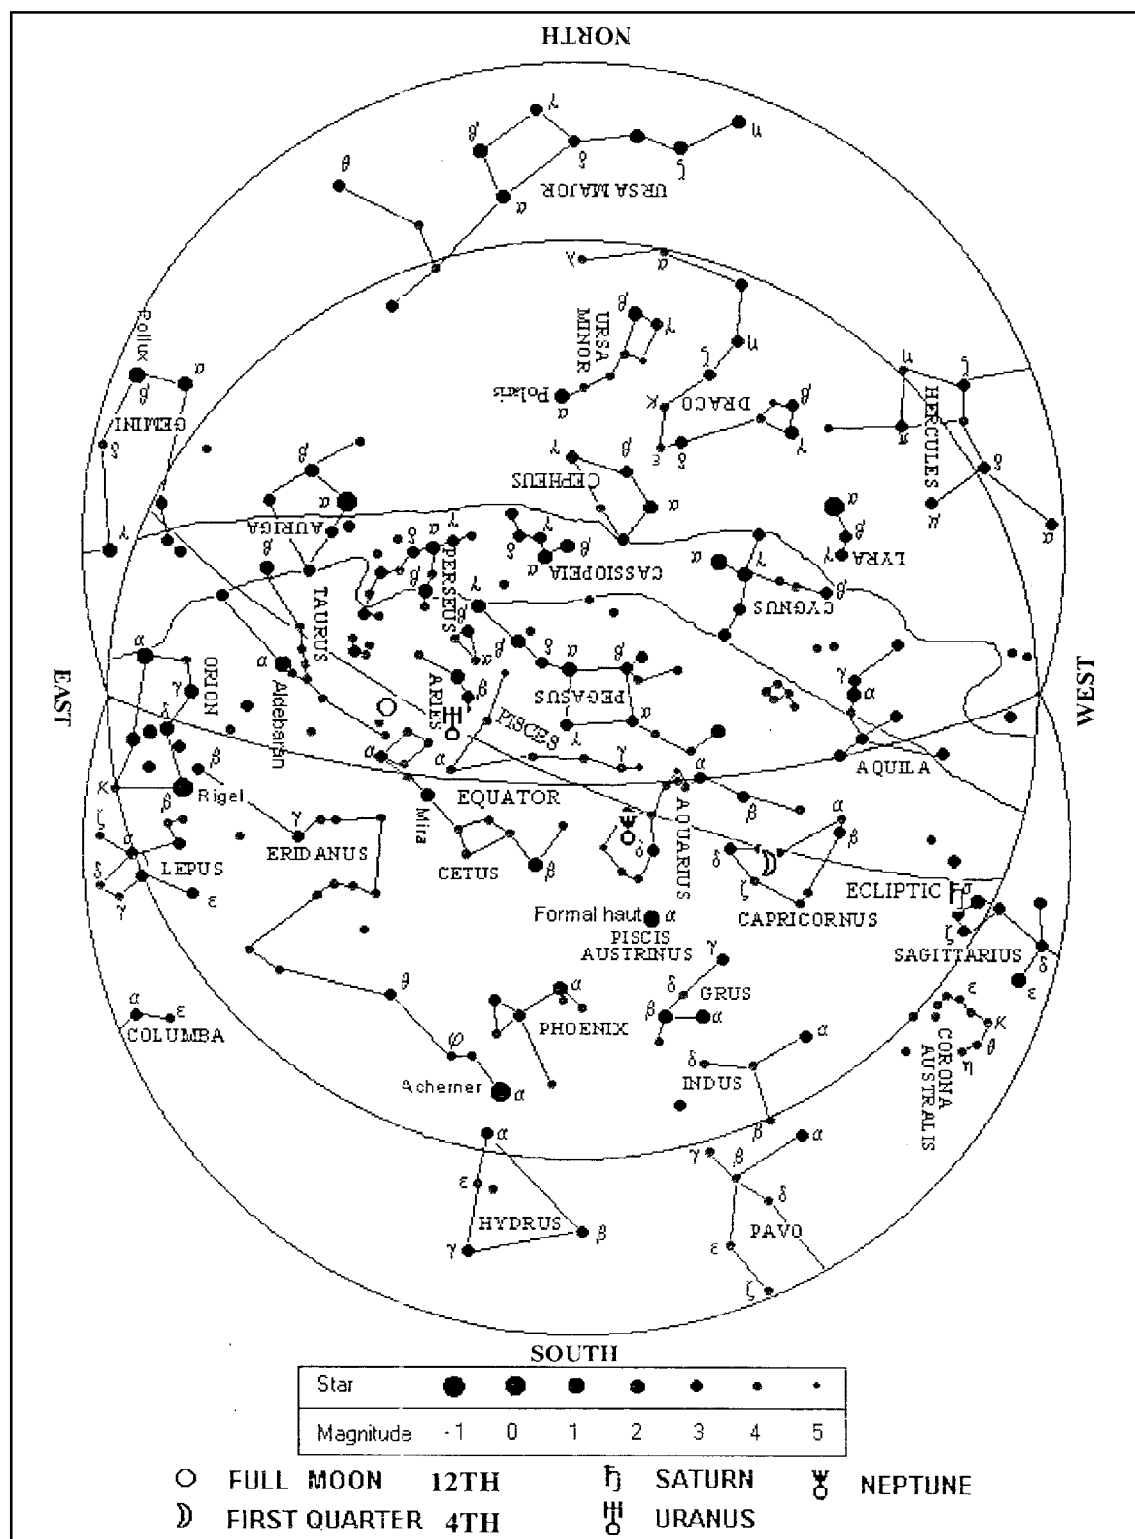 NORTH
γ
η
β
δ
ζ
θ
URSA MAJOR
α
λ
α
β
γ
URSA
MINOR
η
η
ζ
Pollux
α
β
ζ
HERCULES
Polaris
α
κ
DRACO
β
GEMINI
π
γ
δ
β
γ
β
ε
δ
δ
CEPHEUS
α
α
α
μ
AURIGA
α
γ
γ
δ
α
γ
β
PERSEUS
δ
β
α
CASSIOPEIA
α
γ
γ
LYRA
β
β
TAURUS
γ
CYGNUS
β
δ
α
α
ORION
α
β
α
β
γ
EAST
γ
Aldebaran
ARIES
β
PEGASUS
α
WEST
δ
PISCES
γ
α
β
α
α
γ
α
AQUILA
κ
Rigel
EQUATOR
AQUARIUS
β
α
β
γ
Mira
ζ
α
LEPUS
ERIDANUS
δ
δ
β
δ
CETUS
β
ζ
ECLIPTIC
σ
γ
ε
CAPRICORNUS
Formal haut
α
PISCIS
AUSTRINUS
ζ
SAGITTARIUS
γ
δ
θ
δ
GRUS
ε
α
ε
α
ε
COLUMBA
PHOENIX
β
α
κ
φ
α
θ
CORONA
AUSTRALIS
δ
η
Acherner
α
INDUS
α
β
α
γ
β
ε
δ
HYDRUS
β
PAVO
γ
ε
ζ
SOUTH
Star
Magnitude -1 0 1 2 3 4 5
FULL MOON 12TH ♄ SATURN NEPTUNE
FIRST QUARTER 4TH URANUS